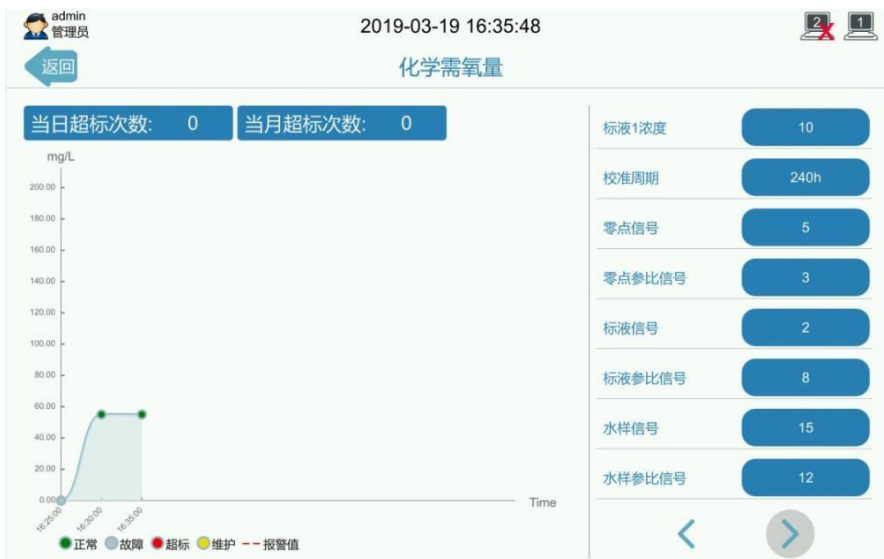 admin
管理员
2019-03-19 16:35:48
2
1
返回
化学需氧量
当日超标次数: 0
当月超标次数: 0
mg/L
200.00
180.00
160.00
140.00
120.00
100.00
80.00
60.00
40.00
20.00
0.00
16:25:00
16:30:00
16:35:00
Time
正常 故障 超标 维护 报警值
标液1浓度 10
校准周期 240h
零点信号 5
零点参比信号 3
标液信号 2
标液参比信号 8
水样信号 15
水样参比信号 12